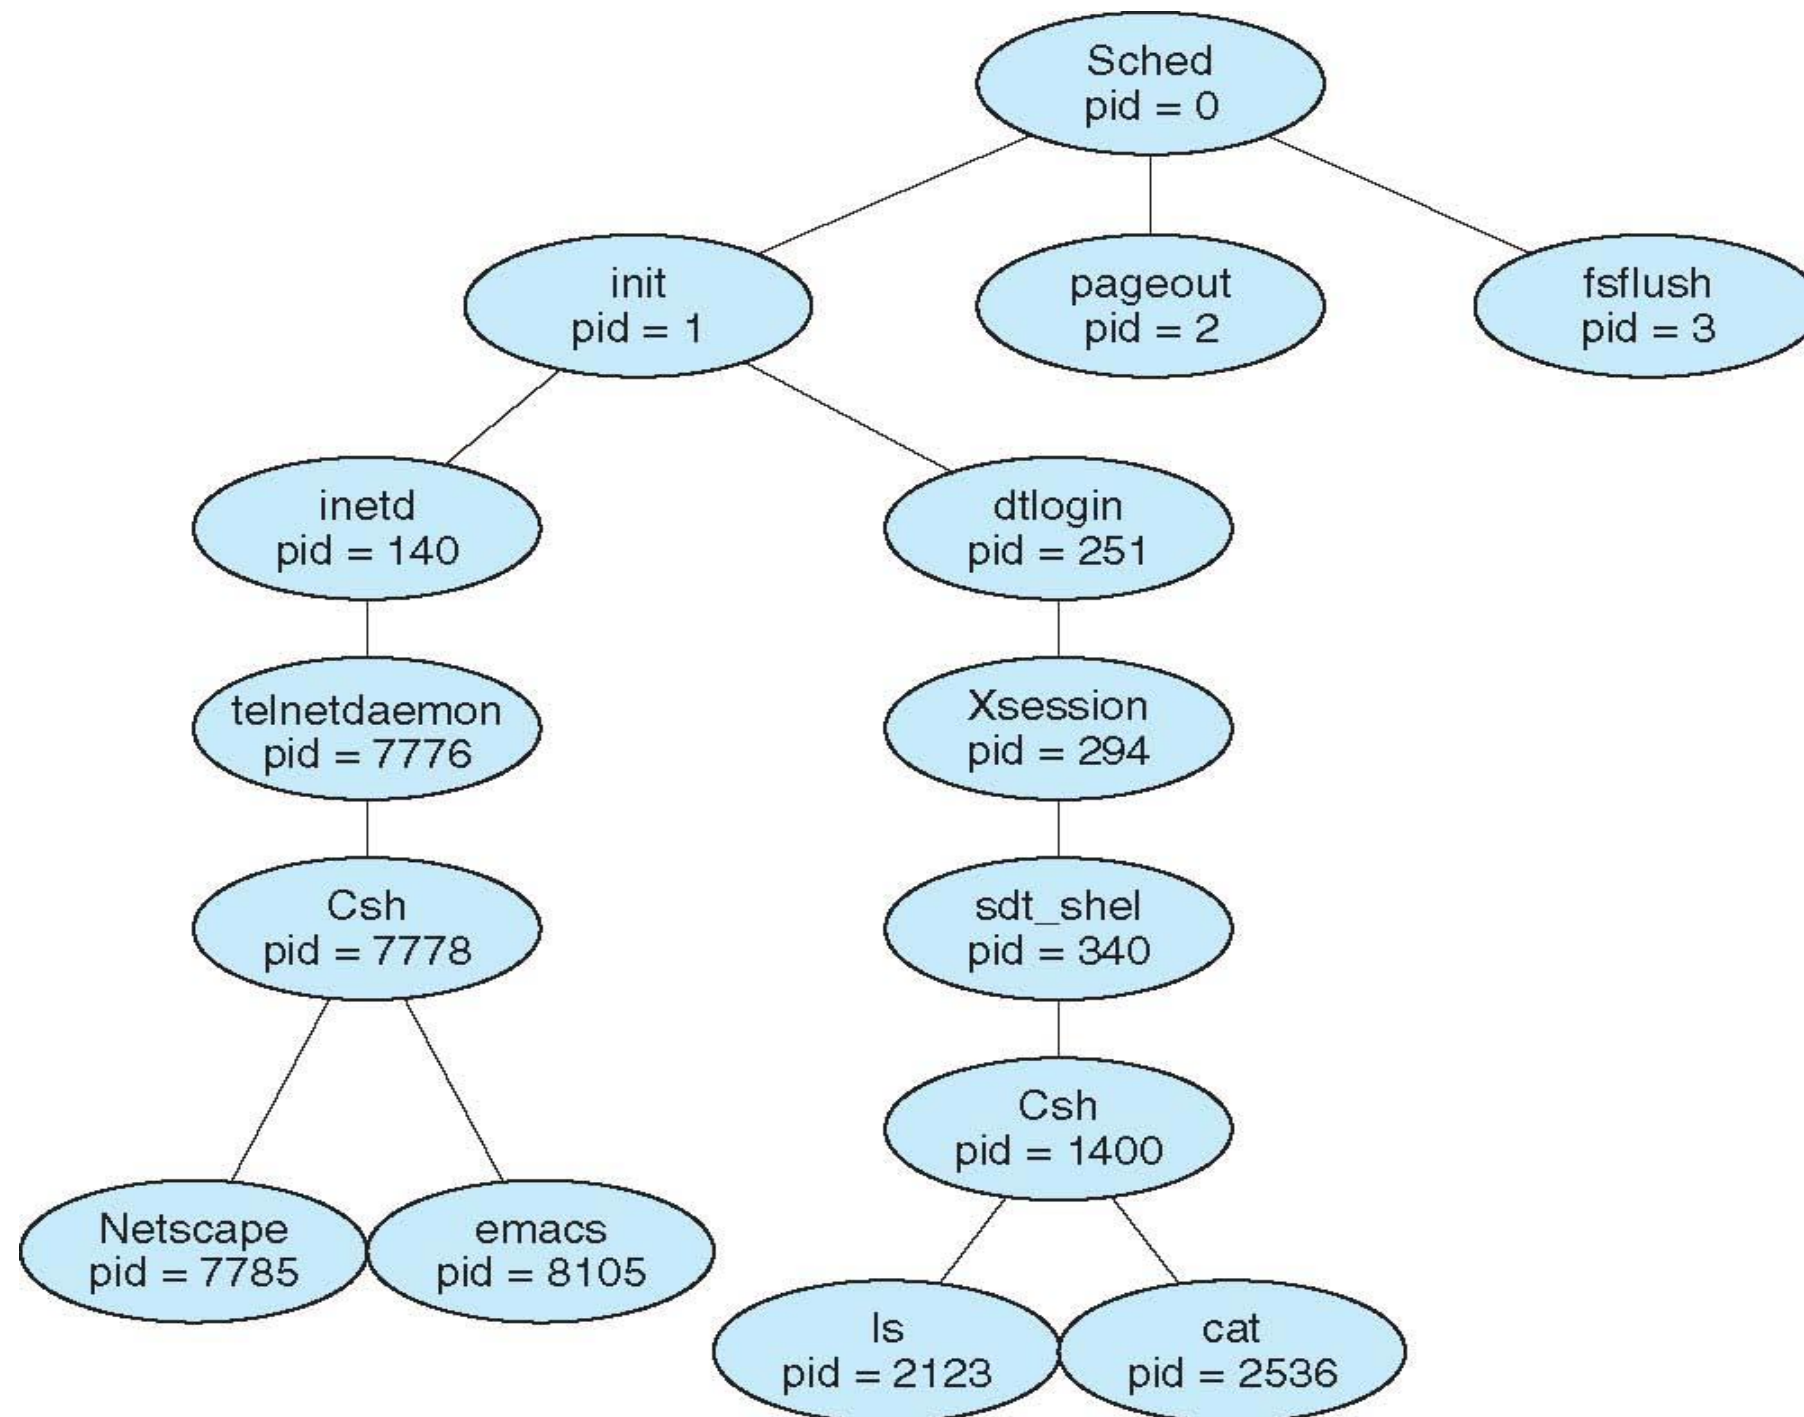 Sched
pid = 0
init
pid = 1
pageout
pid = 2
fsflush
pid = 3
inetd
pid = 140
dtlogin
pid = 251
telnetdaemon
pid = 7776
Xsession
pid = 294
Csh
pid = 7778
sdt_shel
pid = 340
Csh
pid = 1400
Netscape
pid = 7785
emacs
pid = 8105
ls
pid = 2123
cat
pid = 2536